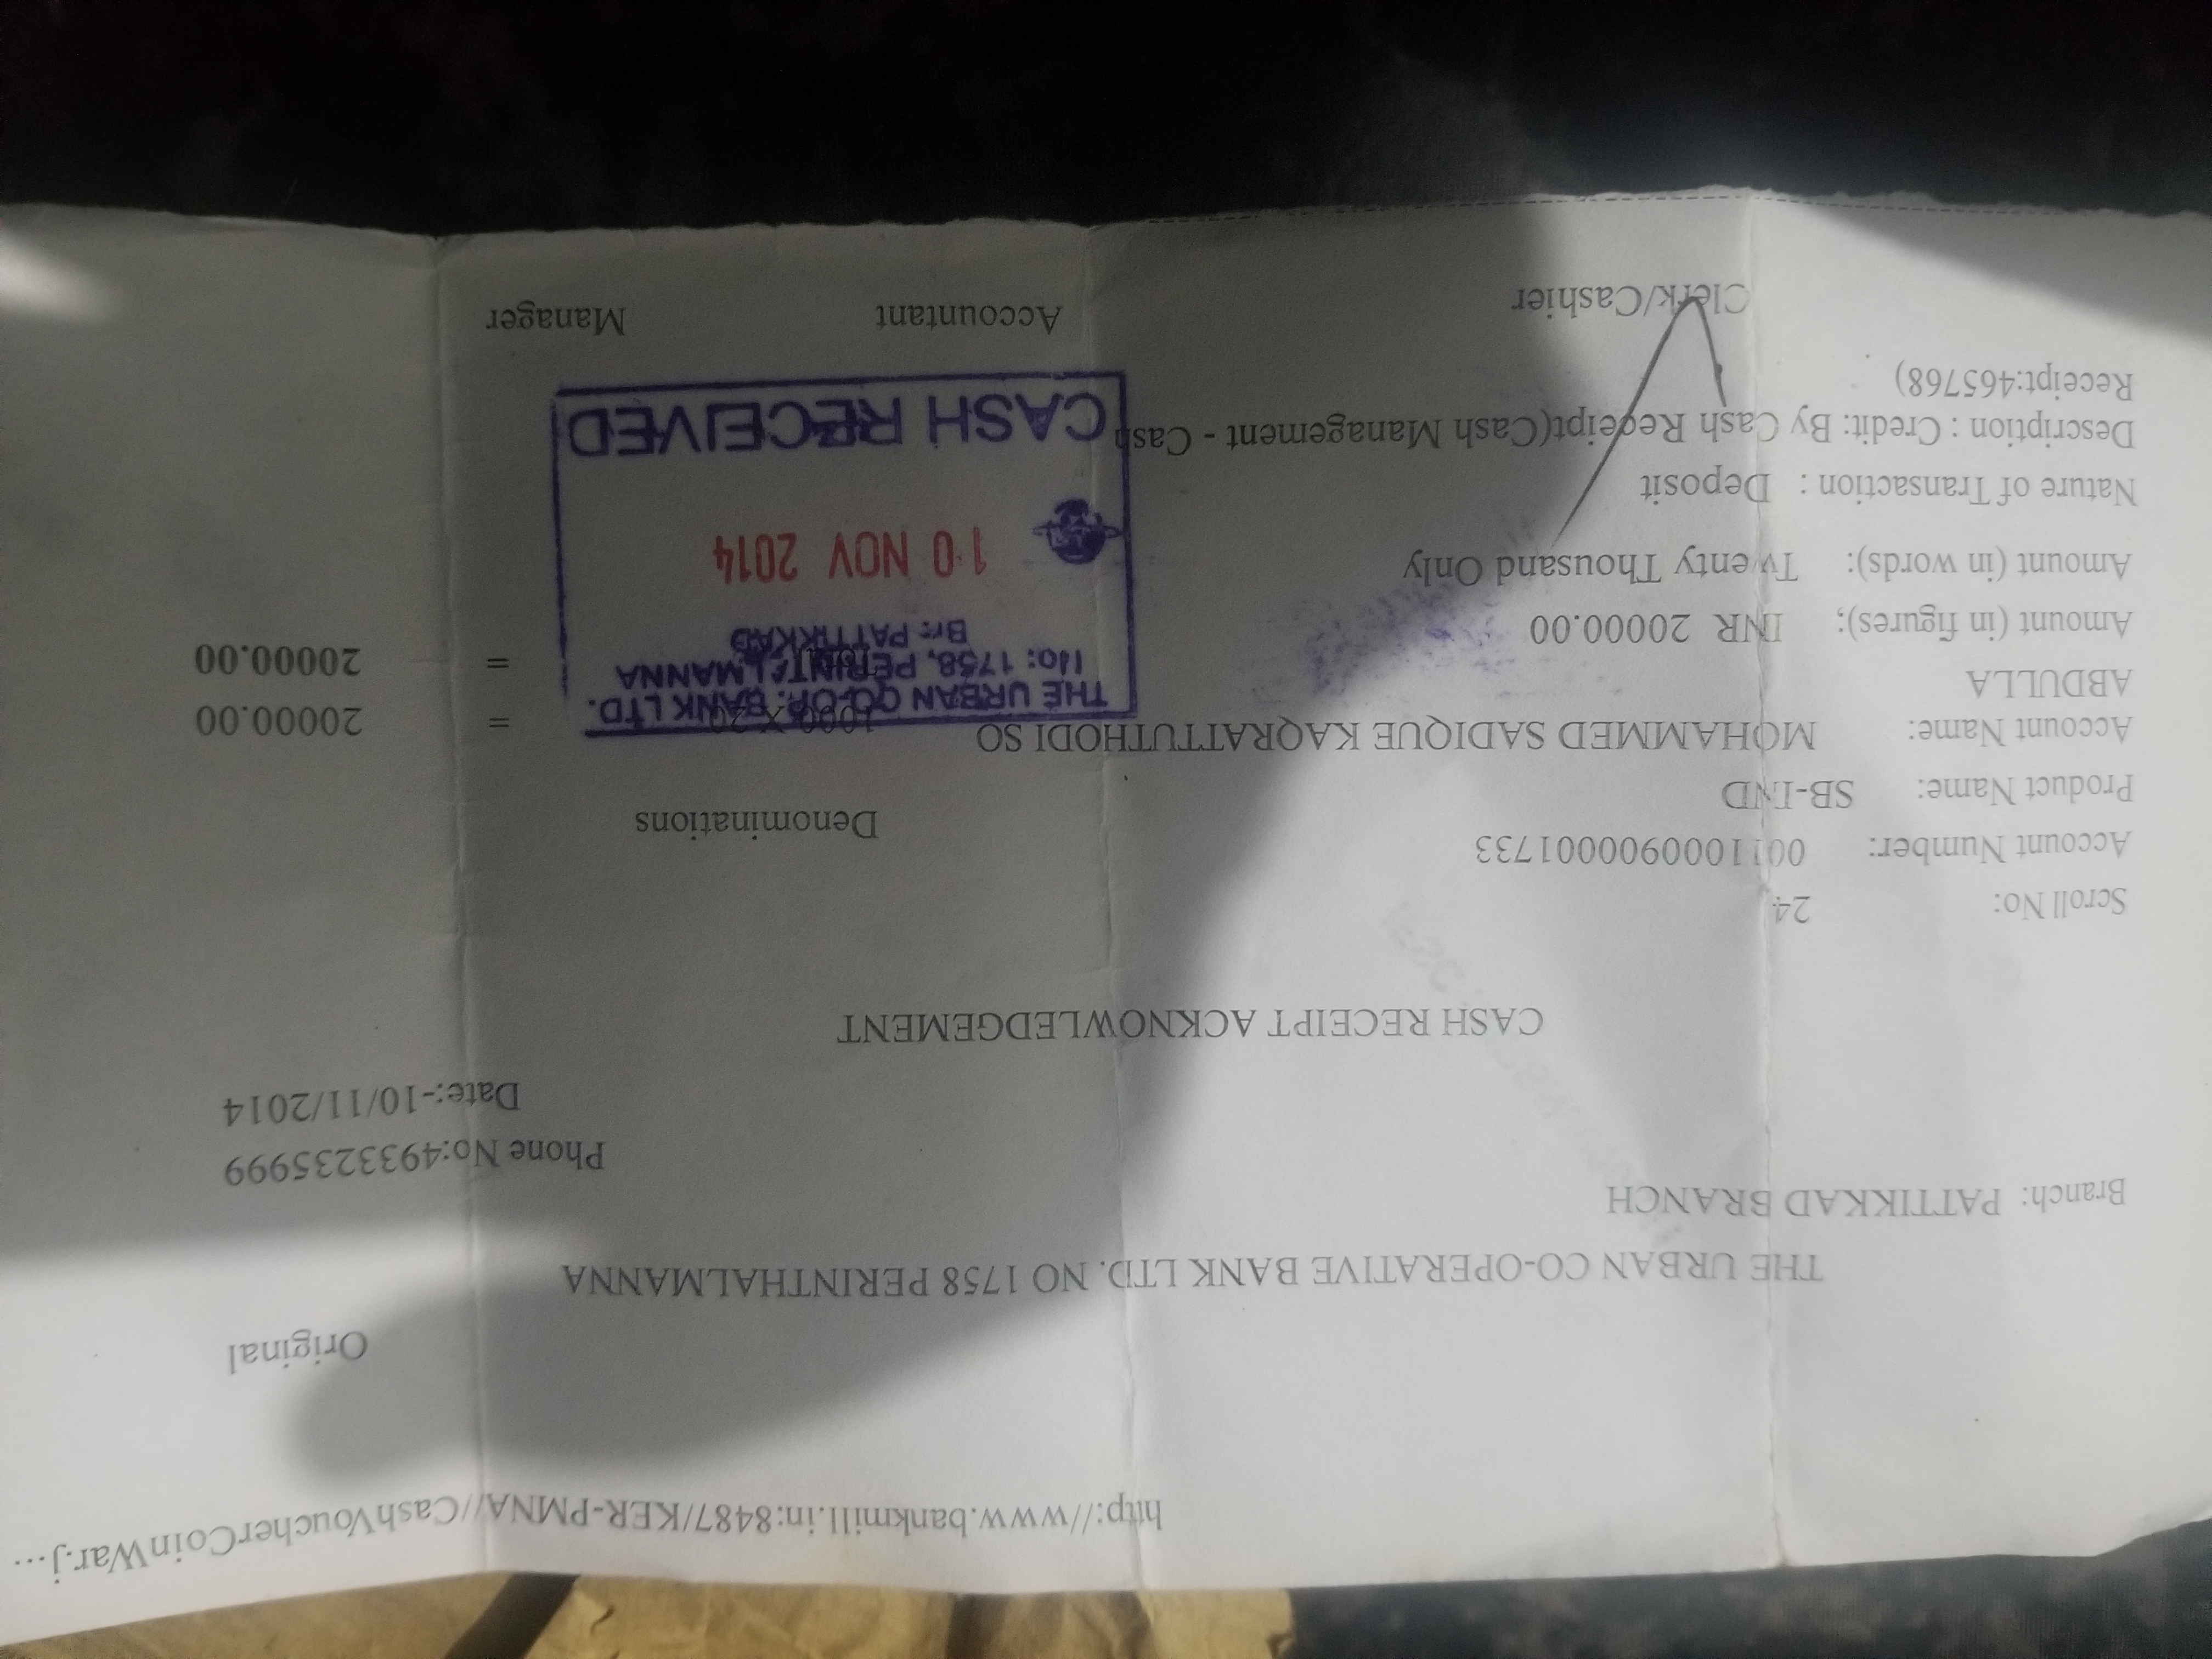 http://www.bankmill.in:8487/KER-PMNA//CashVoucherCoinWar.j...
Original
THE URBAN CO-OPERATIVE BANK LTD. NO 1758 PERINTHALMANNA
Branch: PATTIKKAD BRANCH
Phone No:4933235999
Date:-10/11/2014
CASH RECEIPT ACKNOWLEDGEMENT
Scroll No: 24
Account Number: 0011000900001733
Denominations
Product Name: SB-IND
Account Name: MOHAMMED SADIQUE KAQRATTUTHODI SO
ABDULLA
= 20000.00
= 20000.00
THE URBAN CO-OP. BANK LTD.
No: 1758, PERINTALMANNA
Br: PATTIKKAD
10 NOV 2014
CASH RECEIVED
Amount (in figures); INR 20000.00
Amount (in words): Twenty Thousand Only
Nature of Transaction : Deposit
Description : Credit: By Cash Receipt(Cash Management - Cash
Receipt:465768)
Clerk/Cashier Accountant Manager